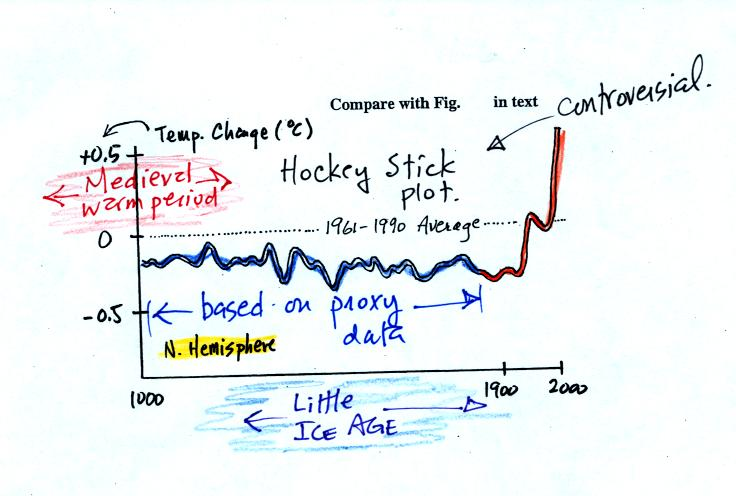 Compare with Fig. in text
controversial.
Temp. Change (°C)
+0.5
Medieval
warm period
Hockey Stick
plot.
1961-1990 Average
0
-0.5
based on proxy
data
N. Hemisphere
1000
1900
2000
Little
ICE AGE